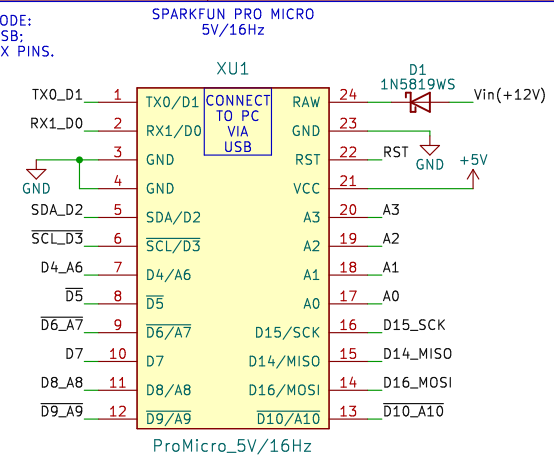 SPARKFUN PRO MICRO
5V/16Hz
ODE:
SB;
X PINS.
XU1
D1
1N5819WS
CONNECT
TO PC
VIA
USB
TX0_D1 1 TX0/D1 RAW 24 Vin(+12V)
RX1_D0 2 RX1/D0 GND 23 GND
3 GND RST 22 RST
GND 4 GND VCC 21 +5V
SDA_D2 5 SDA/D2 A3 20 A3
SCL_D3 6 SCL/D3 A2 19 A2
D4_A6 7 D4/A6 A1 18 A1
D5 8 D5 A0 17 A0
D6_A7 9 D6/A7 D15/SCK 16 D15_SCK
D7 10 D7 D14/MISO 15 D14_MISO
D8_A8 11 D8/A8 D16/MOSI 14 D16_MOSI
D9_A9 12 D9/A9 D10/A10 13 D10_A10
ProMicro_5V/16Hz